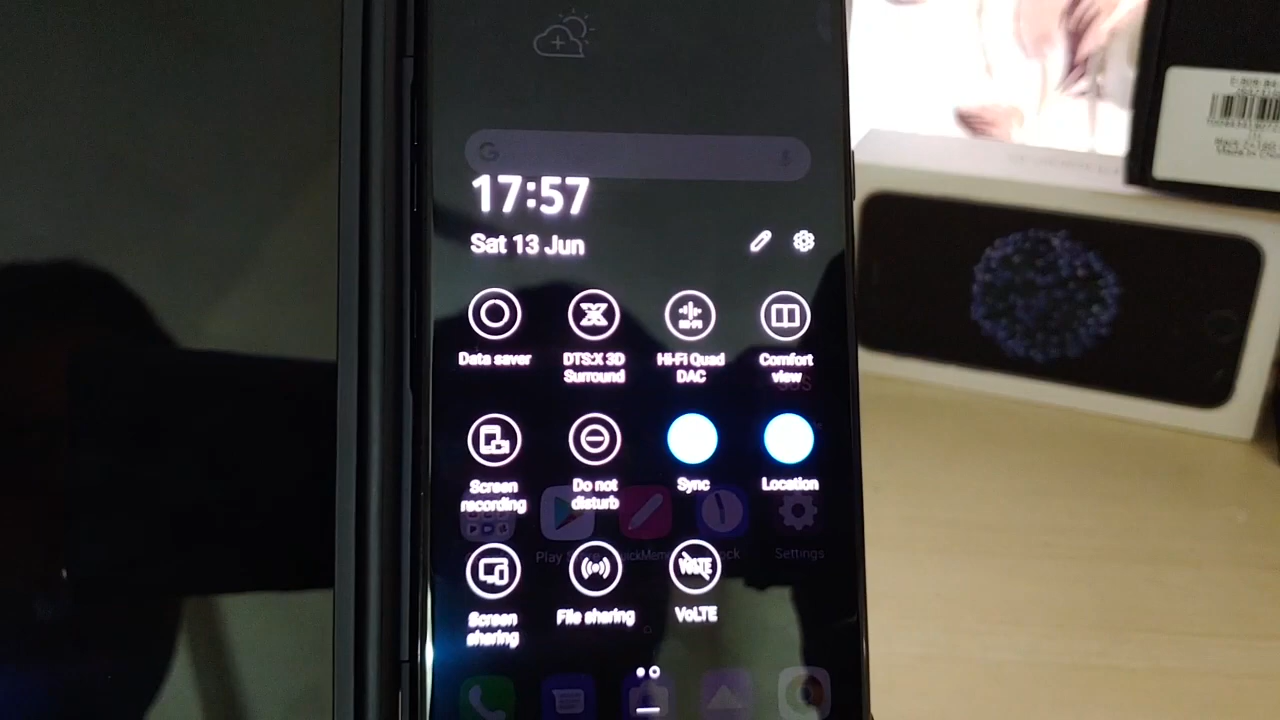 17:57
Sat 13 Jun
Data saver
DTS:X 3D
Surround
Hi-Fi Quad
DAC
Comfort
view
Screen
recording
Do not
disturb
Sync
Location
Settings
VoLTE
Screen
sharing
File sharing
VoLTE